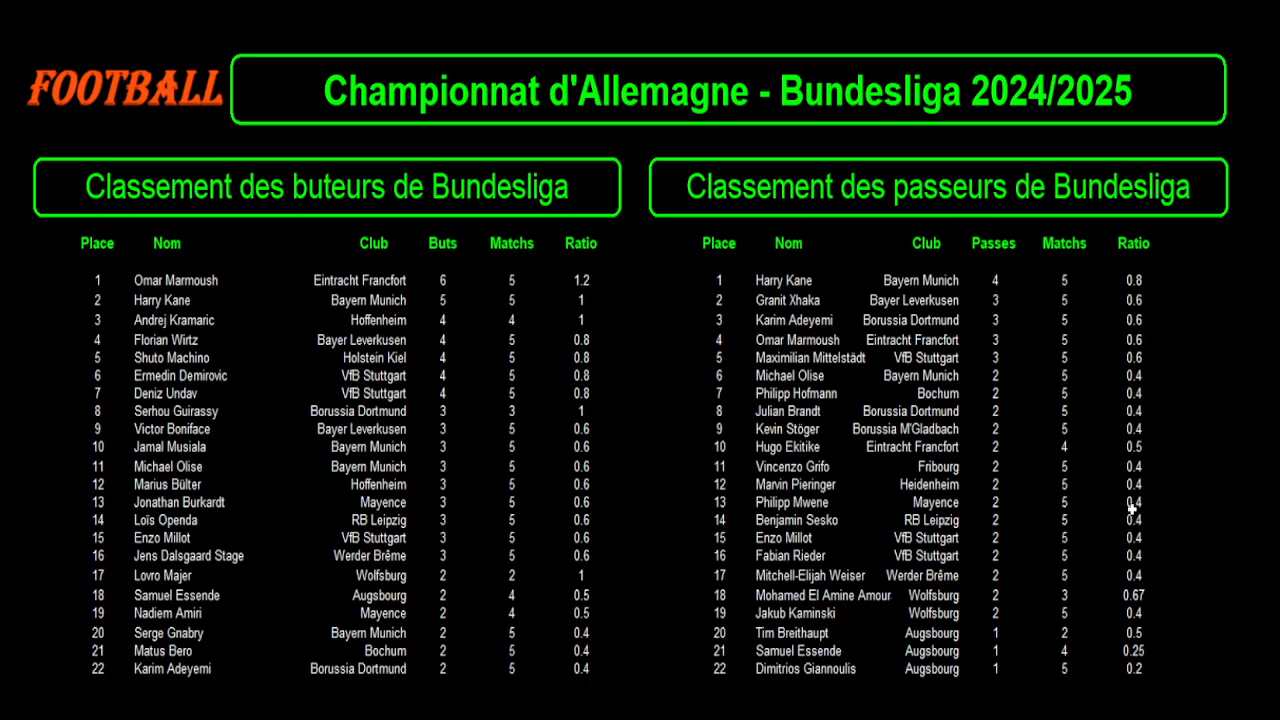 FOOTBALL
Championnat d'Allemagne - Bundesliga 2024/2025
Classement des buteurs de Bundesliga
Place Nom Club Buts Matchs Ratio
1 Omar Marmoush Eintracht Francfort 6 5 1.2
2 Harry Kane Bayern Munich 5 5 1
3 Andrej Kramaric Hoffenheim 4 4 1
4 Florian Wirtz Bayer Leverkusen 4 5 0.8
5 Shuto Machino Holstein Kiel 4 5 0.8
6 Ermedin Demirovic VfB Stuttgart 4 5 0.8
7 Deniz Undav VfB Stuttgart 4 5 0.8
8 Serhou Guirassy Borussia Dortmund 3 3 1
9 Victor Boniface Bayer Leverkusen 3 5 0.6
10 Jamal Musiala Bayern Munich 3 5 0.6
11 Michael Olise Bayern Munich 3 5 0.6
12 Marius Bülter Hoffenheim 3 5 0.6
13 Jonathan Burkardt Mayence 3 5 0.6
14 Loïs Openda RB Leipzig 3 5 0.6
15 Enzo Millot VfB Stuttgart 3 5 0.6
16 Jens Dalsgaard Stage Werder Brême 3 5 0.6
17 Lovro Majer Wolfsburg 2 2 1
18 Samuel Essende Augsbourg 2 4 0.5
19 Nadiem Amiri Mayence 2 4 0.5
20 Serge Gnabry Bayern Munich 2 5 0.4
21 Matus Bero Bochum 2 5 0.4
22 Karim Adeyemi Borussia Dortmund 2 5 0.4
Classement des passeurs de Bundesliga
Place Nom Club Passes Matchs Ratio
1 Harry Kane Bayern Munich 4 5 0.8
2 Granit Xhaka Bayer Leverkusen 3 5 0.6
3 Karim Adeyemi Borussia Dortmund 3 5 0.6
4 Omar Marmoush Eintracht Francfort 3 5 0.6
5 Maximilian Mittelstädt VfB Stuttgart 3 5 0.6
6 Michael Olise Bayern Munich 2 5 0.4
7 Philipp Hofmann Bochum 2 5 0.4
8 Julian Brandt Borussia Dortmund 2 5 0.4
9 Kevin Stöger Borussia M'Gladbach 2 5 0.4
10 Hugo Ekitike Eintracht Francfort 2 4 0.5
11 Vincenzo Grifo Fribourg 2 5 0.4
12 Marvin Pieringer Heidenheim 2 5 0.4
13 Philipp Mwene Mayence 2 5 0.4
14 Benjamin Sesko RB Leipzig 2 5 0.4
15 Enzo Millot VfB Stuttgart 2 5 0.4
16 Fabian Rieder VfB Stuttgart 2 5 0.4
17 Mitchell-Elijah Weiser Werder Brême 2 5 0.4
18 Mohamed El Amine Amour Wolfsburg 2 3 0.67
19 Jakub Kaminski Wolfsburg 2 5 0.4
20 Tim Breithaupt Augsbourg 1 2 0.5
21 Samuel Essende Augsbourg 1 4 0.25
22 Dimitrios Giannoulis Augsbourg 1 5 0.2